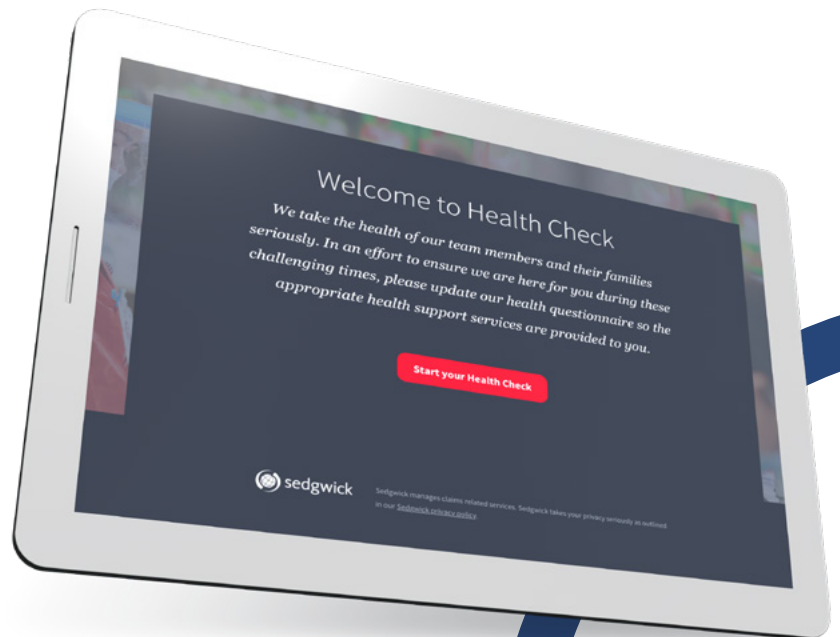 Welcome to Health Check
We take the health of our team members and their families
seriously. In an effort to ensure we are here for you during these
challenging times, please update our health questionnaire so the
appropriate health support services are provided to you.
Start your Health Check
sedgwick
Sedgwick manages claims related services. Sedgwick takes your privacy seriously as outlined
in our Sedgwick privacy policy.